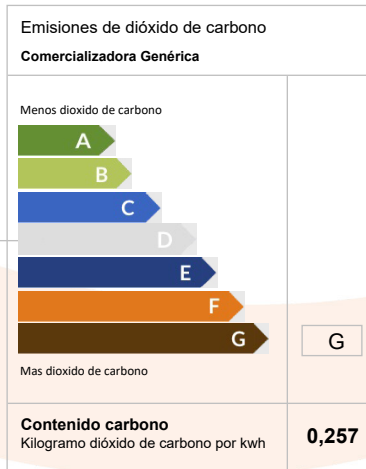 Emisiones de dióxido de carbono
Comercializadora Genérica
Menos dioxido de carbono
A
B
C
D
E
F
G
G
Mas dioxido de carbono
Contenido carbono
Kilogramo dióxido de carbono por kwh
0,257